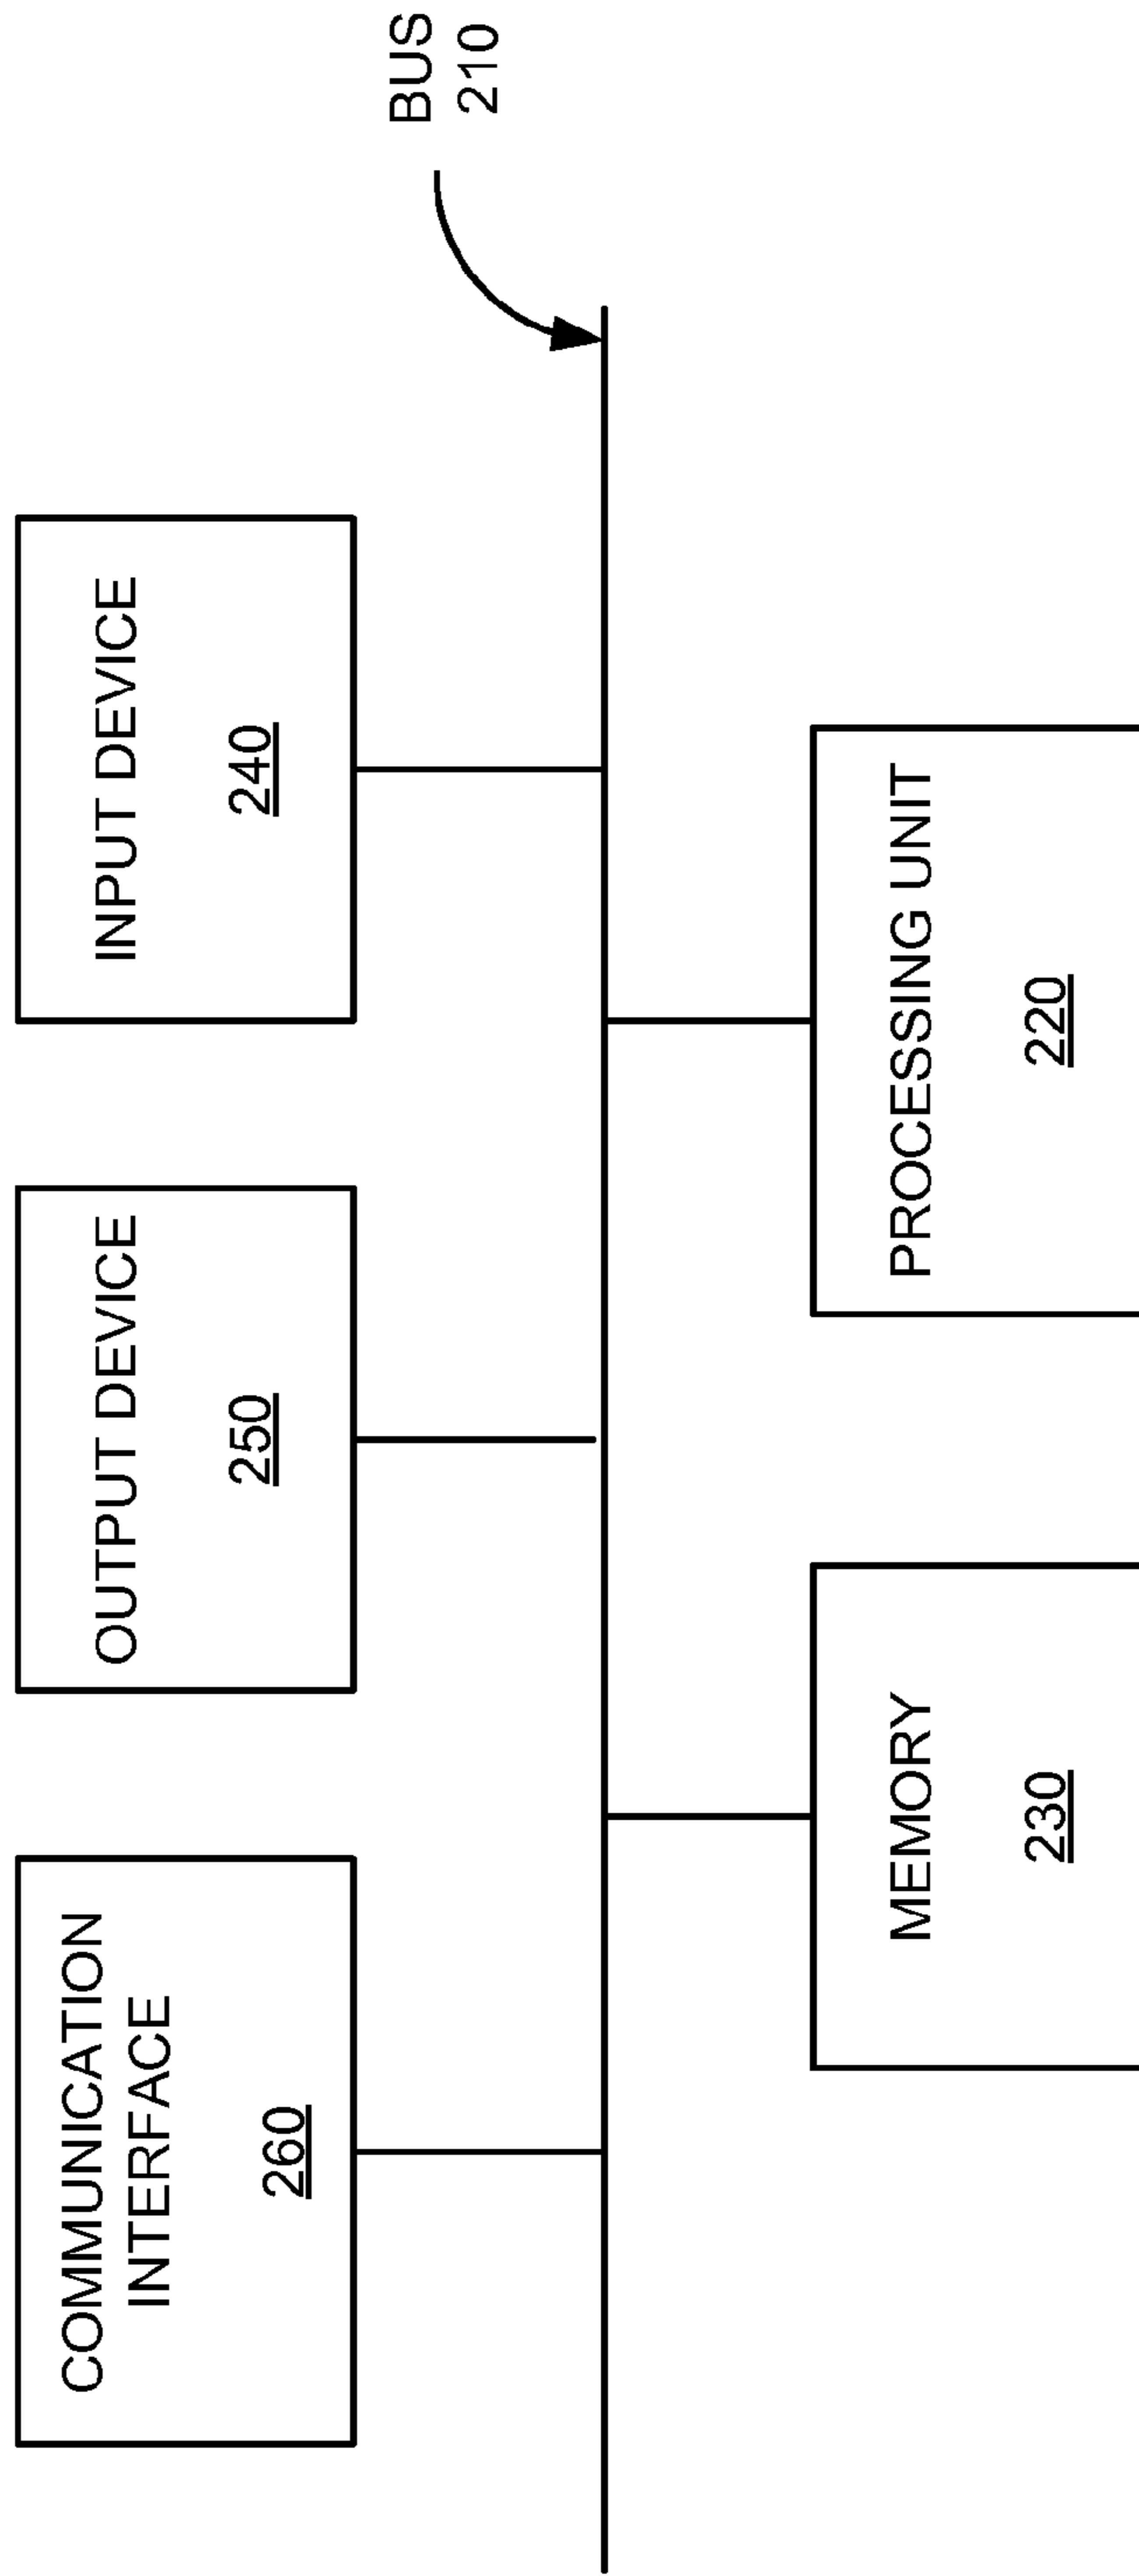 COMMUNICATION
INTERFACE
260
OUTPUT DEVICE
250
INPUT DEVICE
240
BUS
210
MEMORY
230
PROCESSING UNIT
220